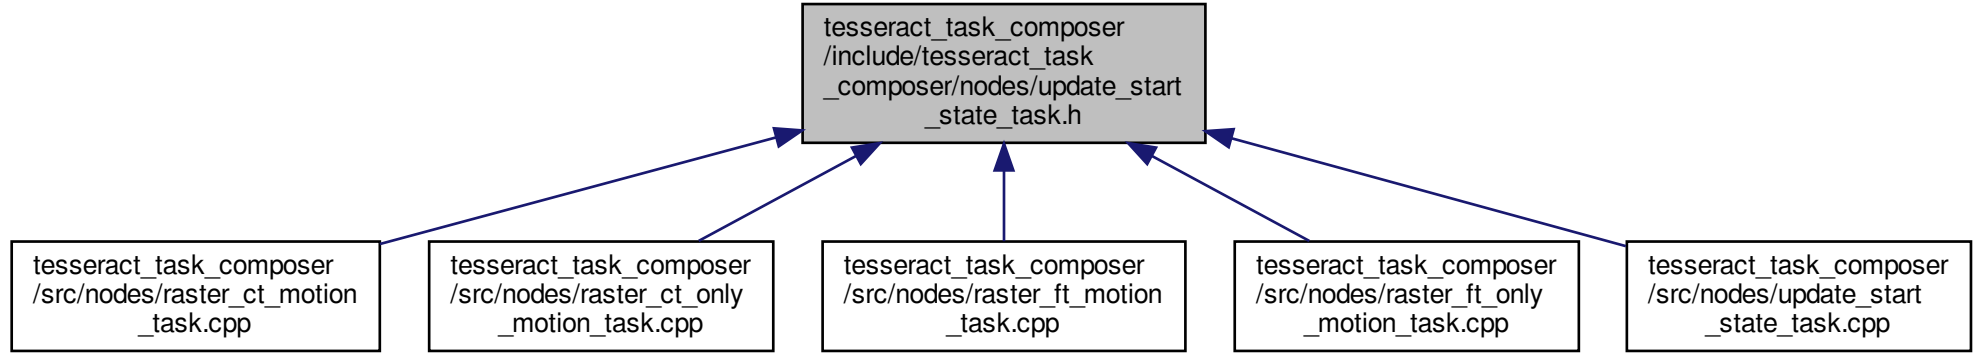 tesseract_task_composer
/include/tesseract_task
_composer/nodes/update_start
_state_task.h
tesseract_task_composer
/src/nodes/raster_ct_motion
_task.cpp
tesseract_task_composer
/src/nodes/raster_ct_only
_motion_task.cpp
tesseract_task_composer
/src/nodes/raster_ft_motion
_task.cpp
tesseract_task_composer
/src/nodes/raster_ft_only
_motion_task.cpp
tesseract_task_composer
/src/nodes/update_start
_state_task.cpp